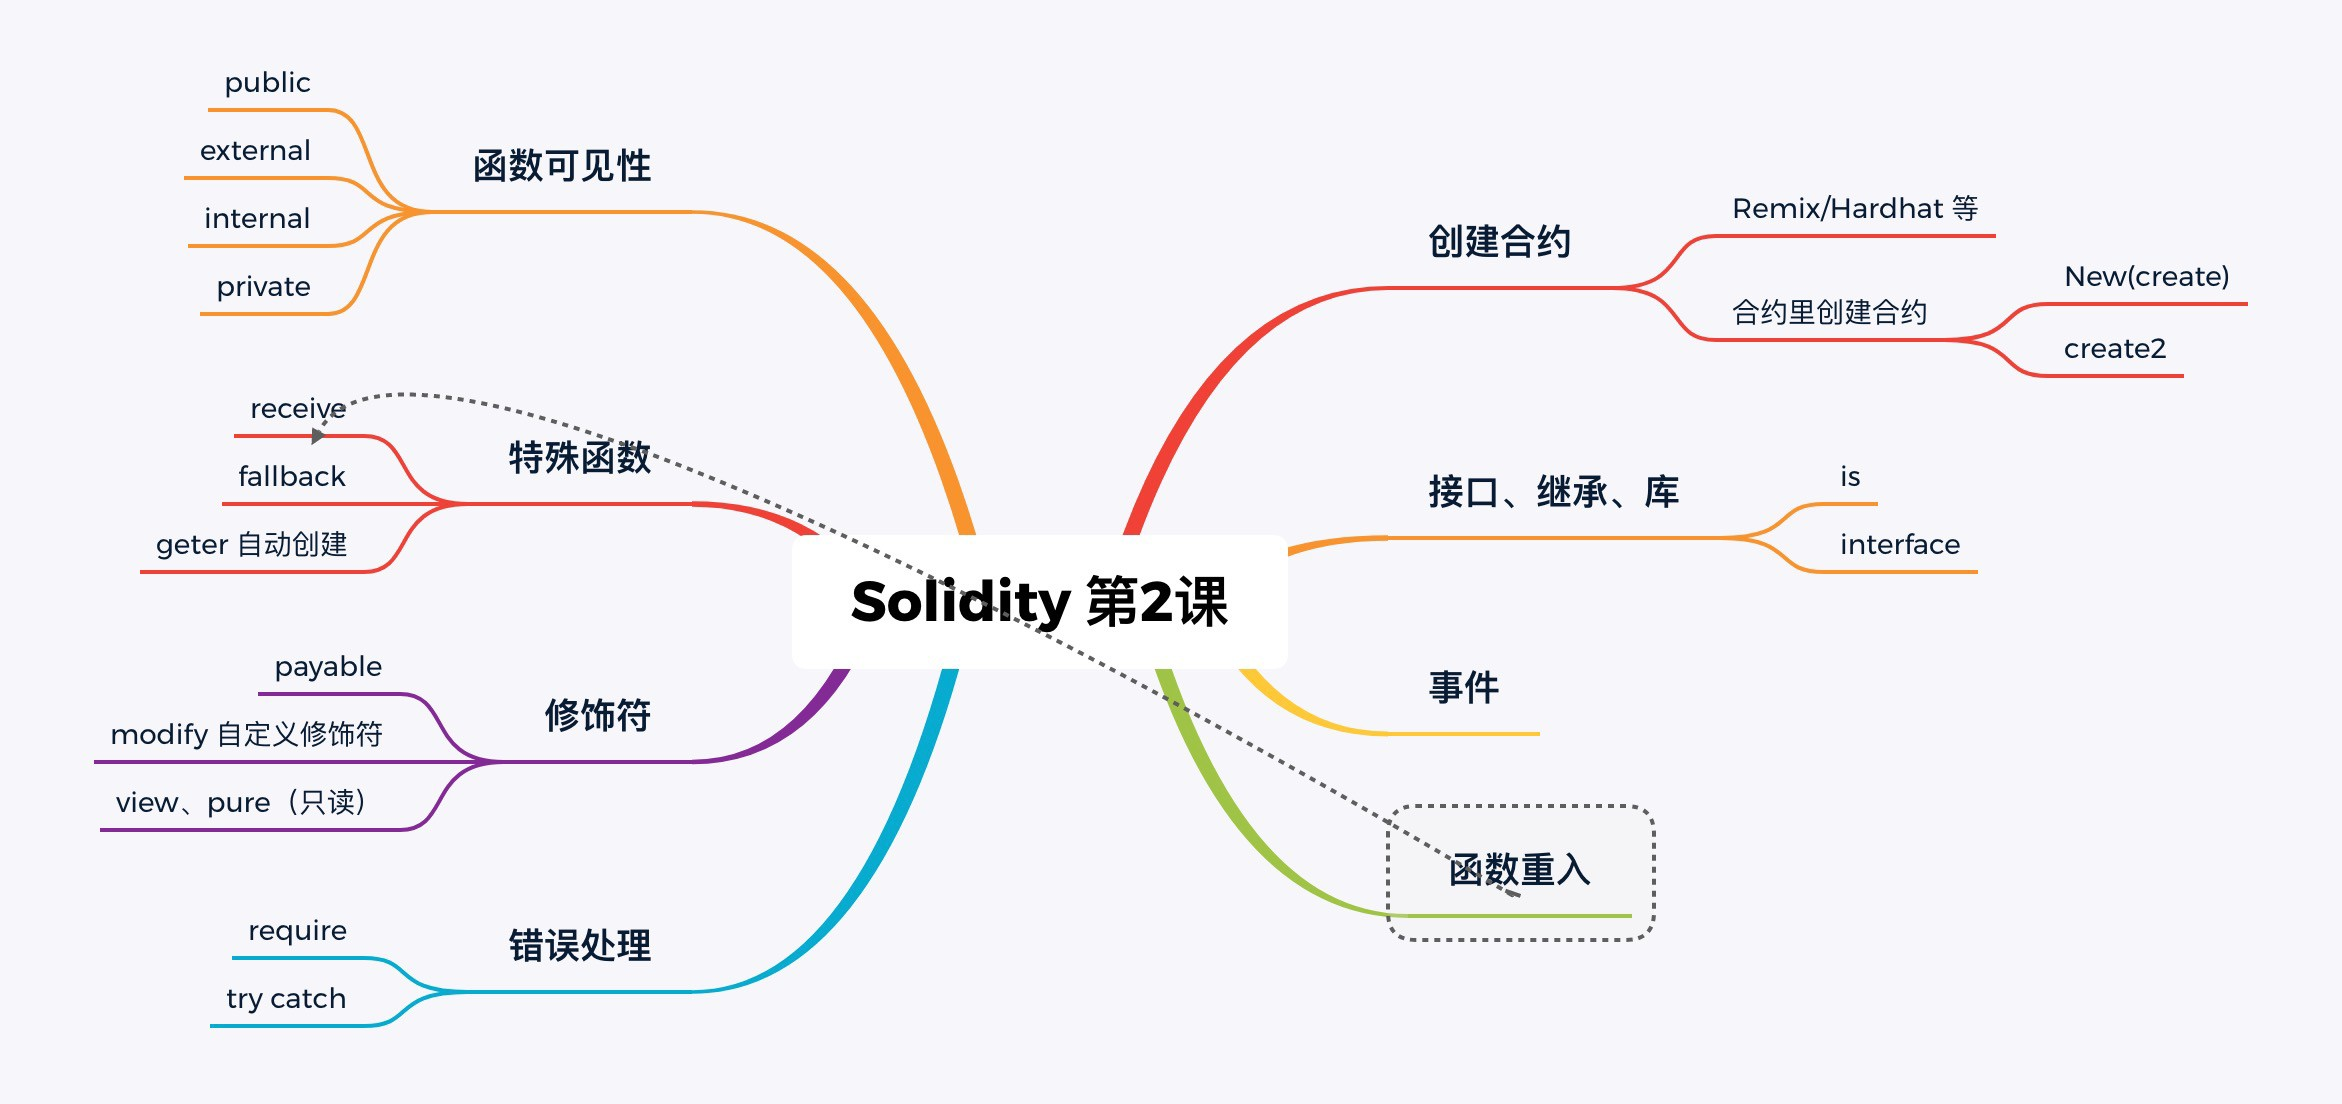 Solidity 第2课
函数可见性
public
external
internal
private
特殊函数
receive
fallback
geter 自动创建
修饰符
payable
modify 自定义修饰符
view、pure（只读）
错误处理
require
try catch
创建合约
Remix/Hardhat 等
合约里创建合约
New(create)
create2
接口、继承、库
is
interface
事件
函数重入